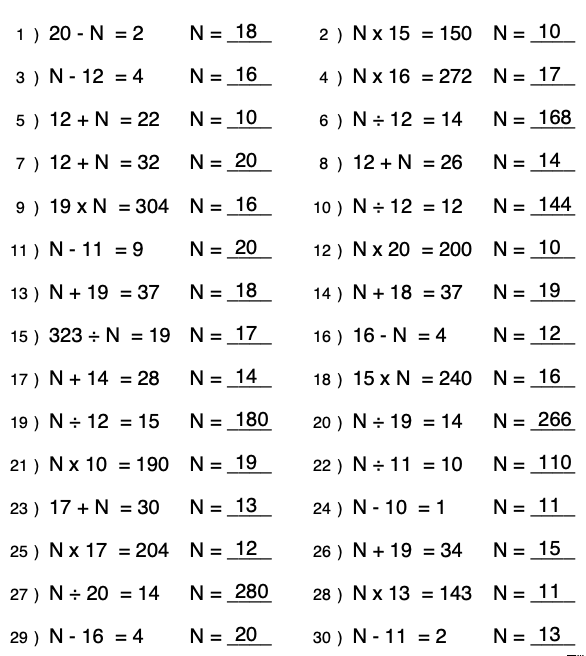 1 ) 20 - N = 2 N = 18 2 ) N x 15 = 150 N = 10
3 ) N - 12 = 4 N = 16 4 ) N x 16 = 272 N = 17
5 ) 12 + N = 22 N = 10 6 ) N ÷ 12 = 14 N = 168
7 ) 12 + N = 32 N = 20 8 ) 12 + N = 26 N = 14
9 ) 19 x N = 304 N = 16 10 ) N ÷ 12 = 12 N = 144
11 ) N - 11 = 9 N = 20 12 ) N x 20 = 200 N = 10
13 ) N + 19 = 37 N = 18 14 ) N + 18 = 37 N = 19
15 ) 323 ÷ N = 19 N = 17 16 ) 16 - N = 4 N = 12
17 ) N + 14 = 28 N = 14 18 ) 15 x N = 240 N = 16
19 ) N ÷ 12 = 15 N = 180 20 ) N ÷ 19 = 14 N = 266
21 ) N x 10 = 190 N = 19 22 ) N ÷ 11 = 10 N = 110
23 ) 17 + N = 30 N = 13 24 ) N - 10 = 1 N = 11
25 ) N x 17 = 204 N = 12 26 ) N + 19 = 34 N = 15
27 ) N ÷ 20 = 14 N = 280 28 ) N x 13 = 143 N = 11
29 ) N - 16 = 4 N = 20 30 ) N - 11 = 2 N = 13